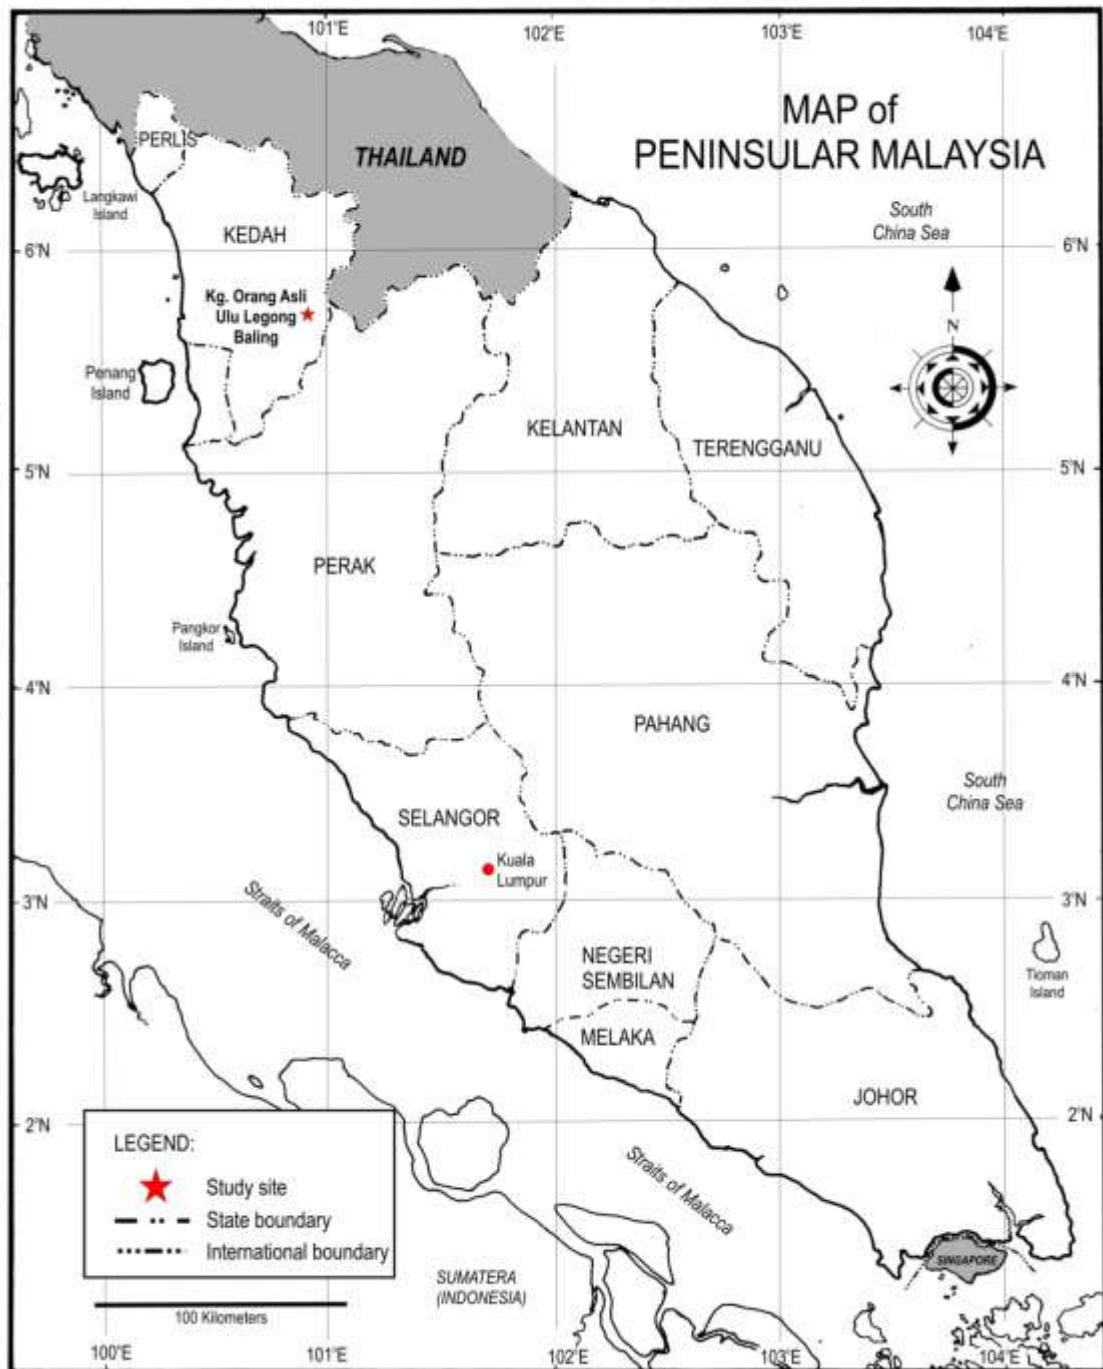 101°E
102°E
103°E
104°E
MAP of
PENINSULAR MALAYSIA
PERLIS
THAILAND
Langkawi
Island
South
China Sea
KEDAH
6°N
6°N
Kg. Orang Asli
Ulu Legong
Baling
N
Penang
Island
KELANTAN
TERENGGANU
5°N
5°N
PERAK
Pangkor
Island
4°N
4°N
PAHANG
South
China Sea
SELANGOR
Kuala
Lumpur
Straits of Malacca
3°N
3°N
NEGERI
SEMBILAN
Tioman
Island
MELAKA
JOHOR
2°N
2°N
LEGEND:
Study site
State boundary
International boundary
Straits of Malacca
SINGAPORE
SUMATERA
(INDONESIA)
100 Kilometers
100°E
101°E
102°E
103°E
104°E